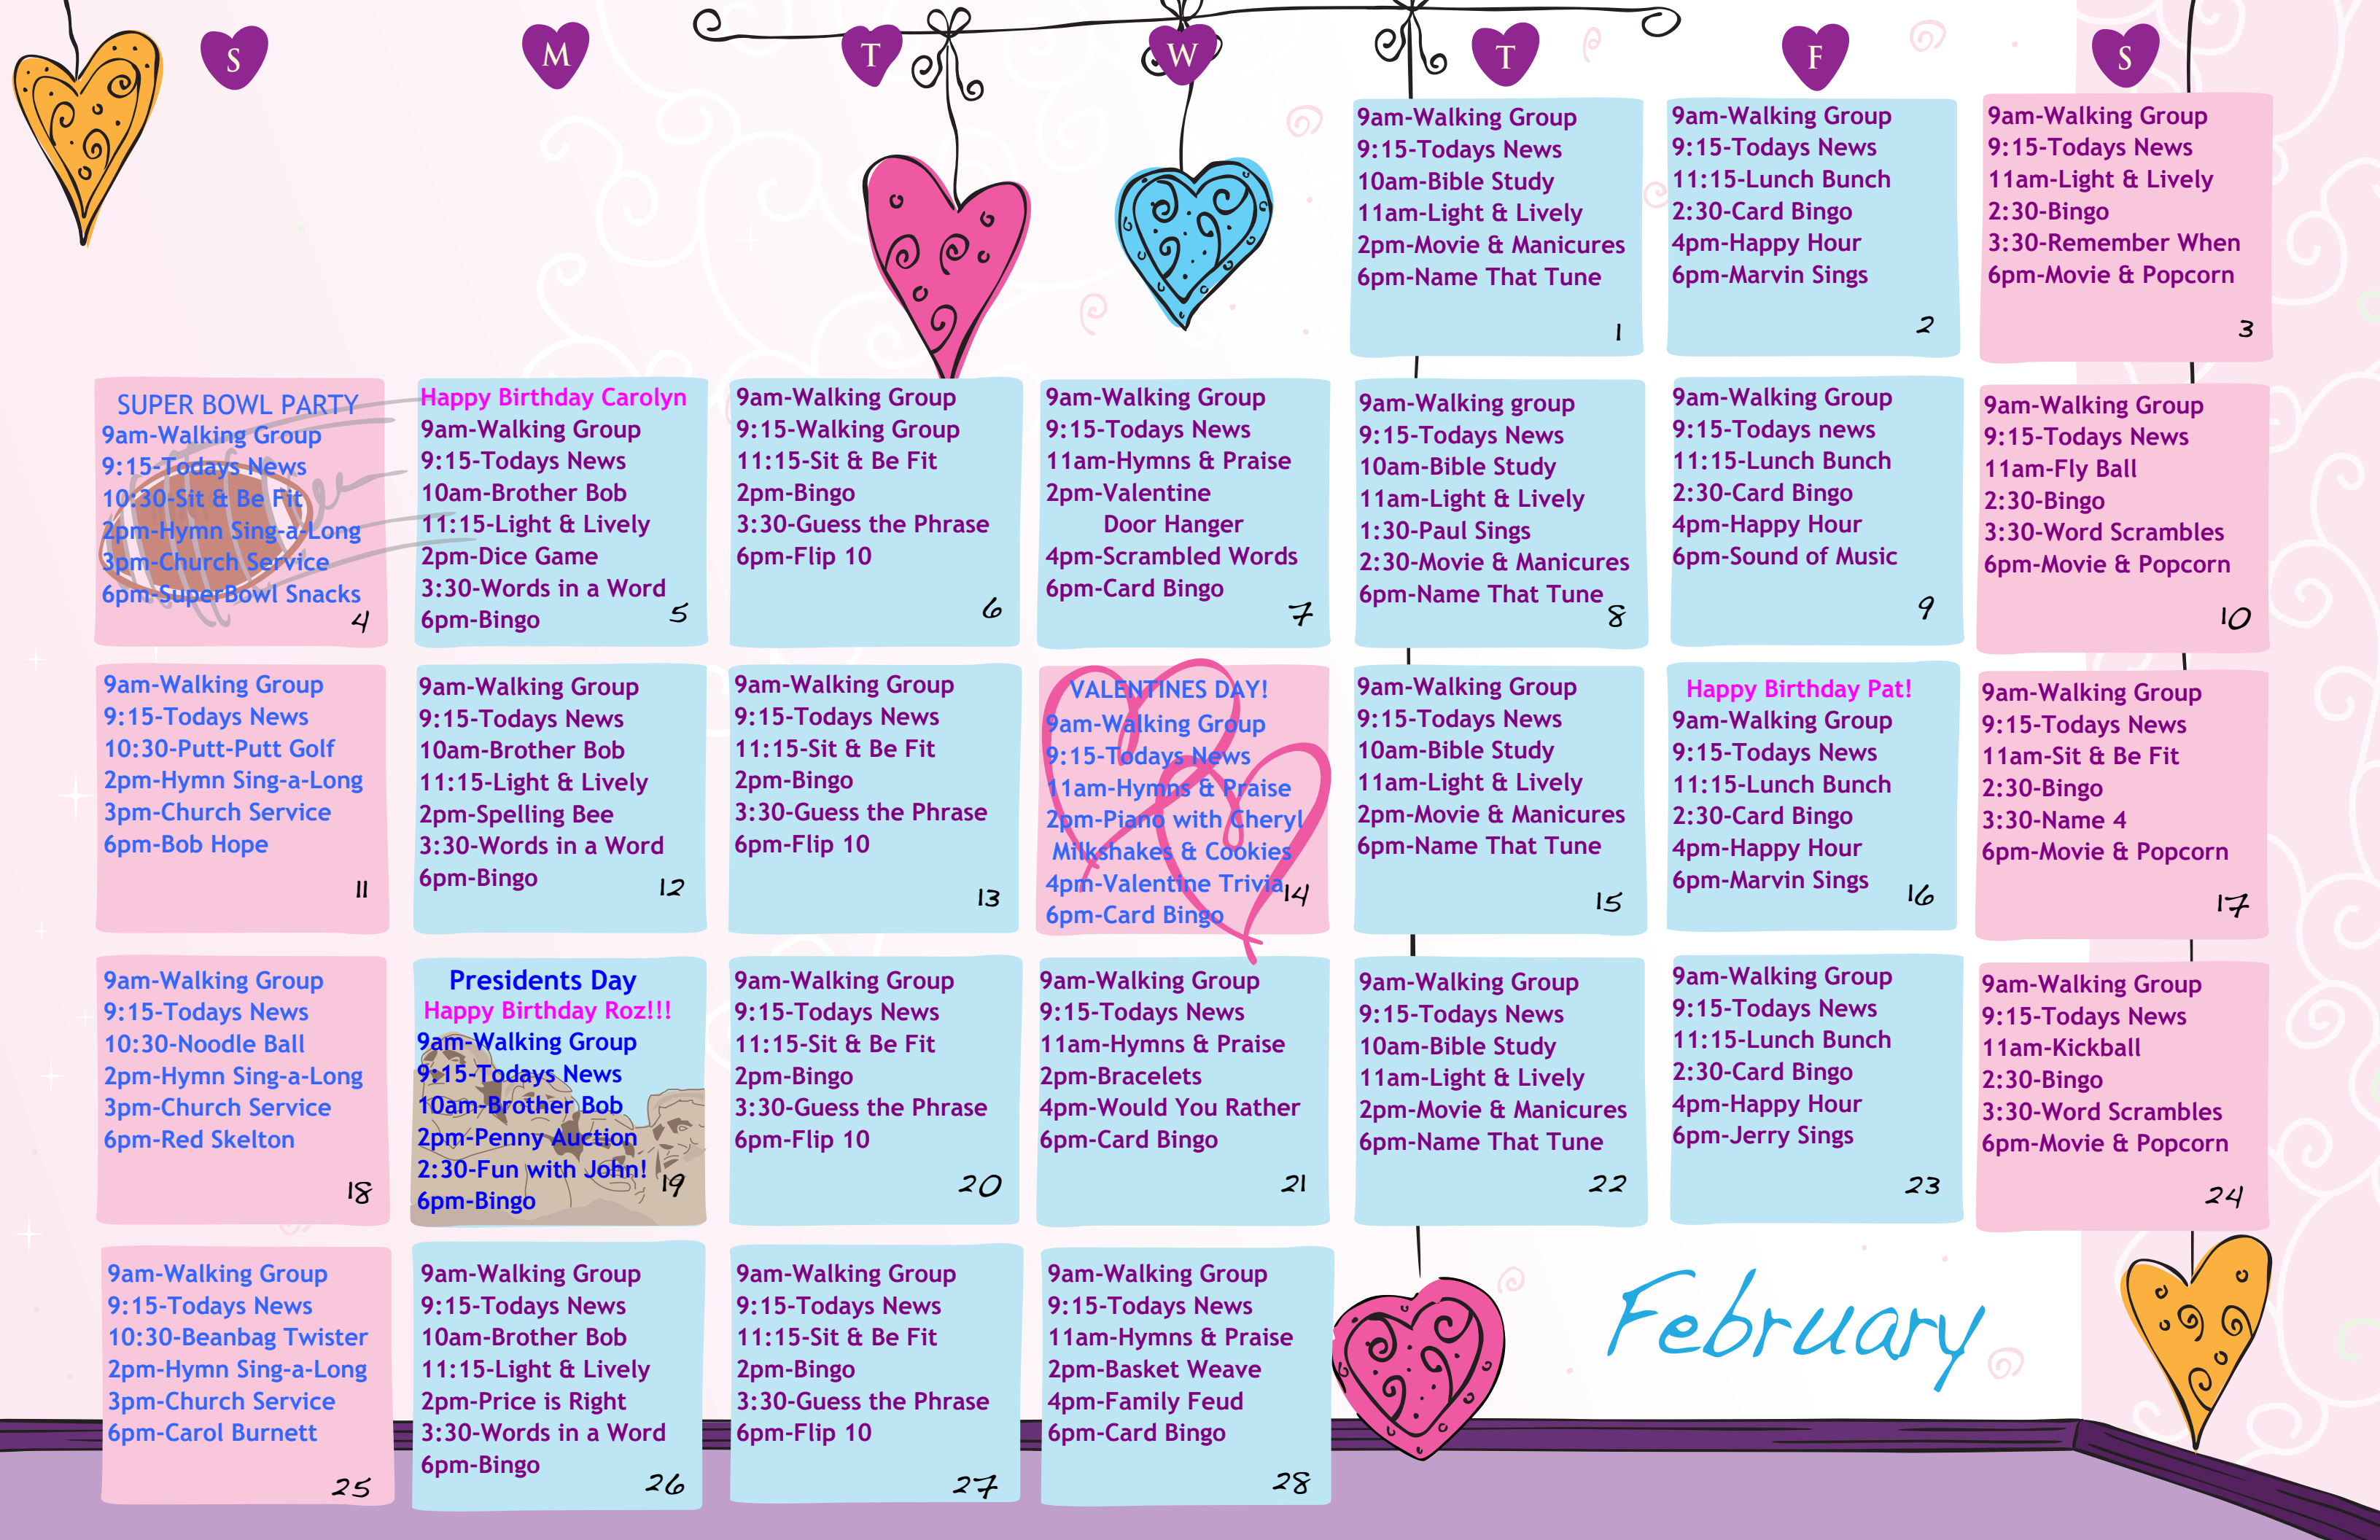 S
M
T
W
T
F
S
9am-Walking Group
9:15-Todays News
10am-Bible Study
11am-Light & Lively
2pm-Movie & Manicures
6pm-Name That Tune
1
9am-Walking Group
9:15-Todays News
11:15-Lunch Bunch
2:30-Card Bingo
4pm-Happy Hour
6pm-Marvin Sings
2
9am-Walking Group
9:15-Todays News
11am-Light & Lively
2:30-Bingo
3:30-Remember When
6pm-Movie & Popcorn
3
SUPER BOWL PARTY
9am-Walking Group
9:15-Todays News
10:30-Sit & Be Fit
2pm-Hymn Sing-a-Long
3pm-Church Service
6pm-SuperBowl Snacks
4
Happy Birthday Carolyn
9am-Walking Group
9:15-Todays News
10am-Brother Bob
11:15-Light & Lively
2pm-Dice Game
3:30-Words in a Word
6pm-Bingo
5
9am-Walking Group
9:15-Walking Group
11:15-Sit & Be Fit
2pm-Bingo
3:30-Guess the Phrase
6pm-Flip 10
6
9am-Walking Group
9:15-Todays News
11am-Hymns & Praise
2pm-Valentine
Door Hanger
4pm-Scrambled Words
6pm-Card Bingo
7
9am-Walking group
9:15-Todays News
10am-Bible Study
11am-Light & Lively
1:30-Paul Sings
2:30-Movie & Manicures
6pm-Name That Tune
8
9am-Walking Group
9:15-Todays news
11:15-Lunch Bunch
2:30-Card Bingo
4pm-Happy Hour
6pm-Sound of Music
9
9am-Walking Group
9:15-Todays News
11am-Fly Ball
2:30-Bingo
3:30-Word Scrambles
6pm-Movie & Popcorn
10
9am-Walking Group
9:15-Todays News
10:30-Putt-Putt Golf
2pm-Hymn Sing-a-Long
3pm-Church Service
6pm-Bob Hope
11
9am-Walking Group
9:15-Todays News
10am-Brother Bob
11:15-Light & Lively
2pm-Spelling Bee
3:30-Words in a Word
6pm-Bingo
12
9am-Walking Group
9:15-Todays News
11:15-Sit & Be Fit
2pm-Bingo
3:30-Guess the Phrase
6pm-Flip 10
13
VALENTINES DAY!
9am-Walking Group
9:15-Todays News
11am-Hymns & Praise
2pm-Piano with Cheryl
Milkshakes & Cookies
4pm-Valentine Trivia
6pm-Card Bingo
14
9am-Walking Group
9:15-Todays News
10am-Bible Study
11am-Light & Lively
2pm-Movie & Manicures
6pm-Name That Tune
15
Happy Birthday Pat!
9am-Walking Group
9:15-Todays News
11:15-Lunch Bunch
2:30-Card Bingo
4pm-Happy Hour
6pm-Marvin Sings
16
9am-Walking Group
9:15-Todays News
11am-Sit & Be Fit
2:30-Bingo
3:30-Name 4
6pm-Movie & Popcorn
17
9am-Walking Group
9:15-Todays News
10:30-Noodle Ball
2pm-Hymn Sing-a-Long
3pm-Church Service
6pm-Red Skelton
18
Presidents Day
Happy Birthday Roz!!!
9am-Walking Group
9:15-Todays News
10am-Brother Bob
2pm-Penny Auction
2:30-Fun with John!
6pm-Bingo
19
9am-Walking Group
9:15-Todays News
11:15-Sit & Be Fit
2pm-Bingo
3:30-Guess the Phrase
6pm-Flip 10
20
9am-Walking Group
9:15-Todays News
11am-Hymns & Praise
2pm-Bracelets
4pm-Would You Rather
6pm-Card Bingo
21
9am-Walking Group
9:15-Todays News
10am-Bible Study
11am-Light & Lively
2pm-Movie & Manicures
6pm-Name That Tune
22
9am-Walking Group
9:15-Todays News
11:15-Lunch Bunch
2:30-Card Bingo
4pm-Happy Hour
6pm-Jerry Sings
23
9am-Walking Group
9:15-Todays News
11am-Kickball
2:30-Bingo
3:30-Word Scrambles
6pm-Movie & Popcorn
24
9am-Walking Group
9:15-Todays News
10:30-Beanbag Twister
2pm-Hymn Sing-a-Long
3pm-Church Service
6pm-Carol Burnett
25
9am-Walking Group
9:15-Todays News
10am-Brother Bob
11:15-Light & Lively
2pm-Price is Right
3:30-Words in a Word
6pm-Bingo
26
9am-Walking Group
9:15-Todays News
11:15-Sit & Be Fit
2pm-Bingo
3:30-Guess the Phrase
6pm-Flip 10
27
9am-Walking Group
9:15-Todays News
11am-Hymns & Praise
2pm-Basket Weave
4pm-Family Feud
6pm-Card Bingo
28
February